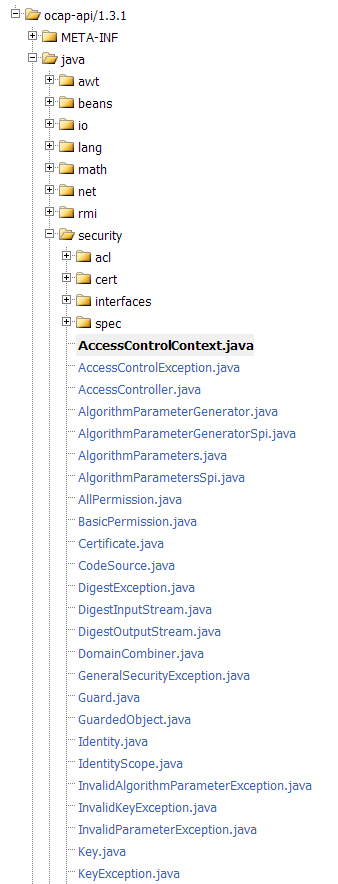 ocap-api/1.3.1
META-INF
java
awt
beans
io
lang
math
net
rmi
security
acl
cert
interfaces
spec
AccessControlContext.java
AccessControlException.java
AccessController.java
AlgorithmParameterGenerator.java
AlgorithmParameterGeneratorSpi.java
AlgorithmParameters.java
AlgorithmParametersSpi.java
AllPermission.java
BasicPermission.java
Certificate.java
CodeSource.java
DigestException.java
DigestInputStream.java
DigestOutputStream.java
DomainCombiner.java
GeneralSecurityException.java
Guard.java
GuardedObject.java
Identity.java
IdentityScope.java
InvalidAlgorithmParameterException.java
InvalidKeyException.java
InvalidParameterException.java
Key.java
KeyException.java